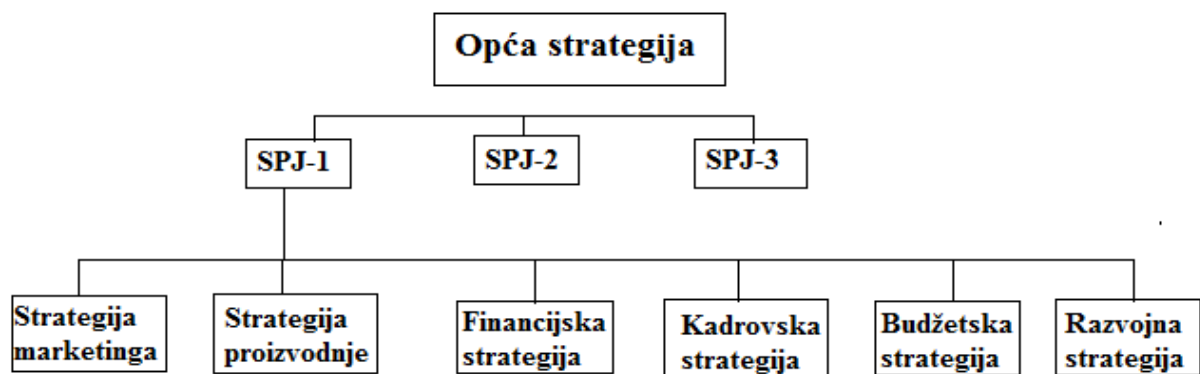 Opća strategija
SPJ-1
SPJ-2
SPJ-3
Strategija
marketinga
Strategija
proizvodnje
Financijska
strategija
Kadrovska
strategija
Budžetska
strategija
Razvojna
strategija